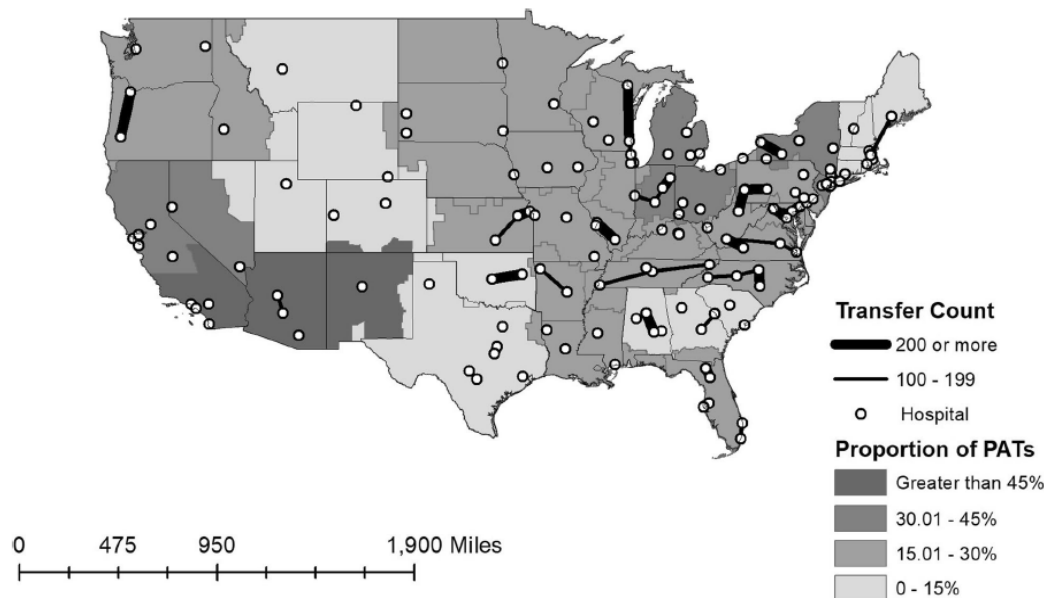 Transfer Count
200 or more
100 - 199
Hospital
Proportion of PATs
Greater than 45%
30.01 - 45%
15.01 - 30%
0 - 15%
0 475 950 1,900 Miles